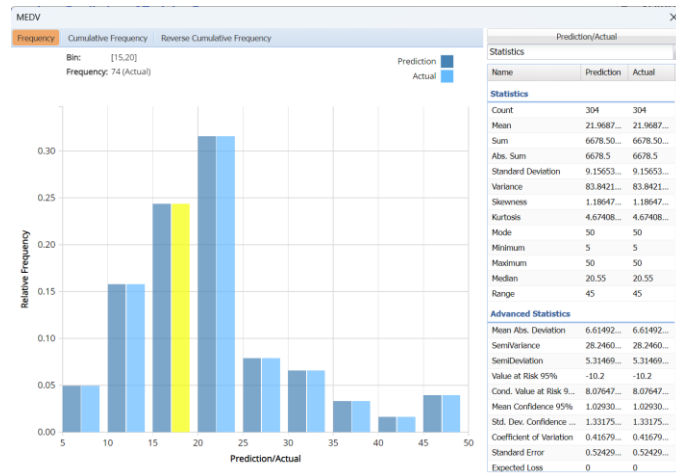 MEDV
Frequency Cumulative Frequency Reverse Cumulative Frequency
Bin: [15,20]
Frequency: 74 (Actual)
Prediction
Actual
Relative Frequency
0.30
0.25
0.20
0.15
0.10
0.05
0.00
5 10 15 20 25 30 35 40 45 50
Prediction/Actual
Prediction/Actual
Statistics
Name Prediction Actual
Statistics
Count 304 304
Mean 21.9687... 21.9687...
Sum 6678.50... 6678.50...
Abs. Sum 6678.5 6678.5
Standard Deviation 9.15653... 9.15653...
Variance 83.8421... 83.8421...
Skewness 1.18647... 1.18647...
Kurtosis 4.67408... 4.67408...
Mode 50 50
Minimum 5 5
Maximum 50 50
Median 20.55 20.55
Range 45 45
Advanced Statistics
Mean Abs. Deviation 6.61492... 6.61492...
SemiVariance 28.2460... 28.2460...
SemiDeviation 5.31469... 5.31469...
Value at Risk 95% -10.2 -10.2
Cond. Value at Risk 9... 8.07647... 8.07647...
Mean Confidence 95% 1.02930... 1.02930...
Std. Dev. Confidence ... 1.33175... 1.33175...
Coefficient of Variation 0.41679... 0.41679...
Standard Error 0.52429... 0.52429...
Expected Loss 0 0